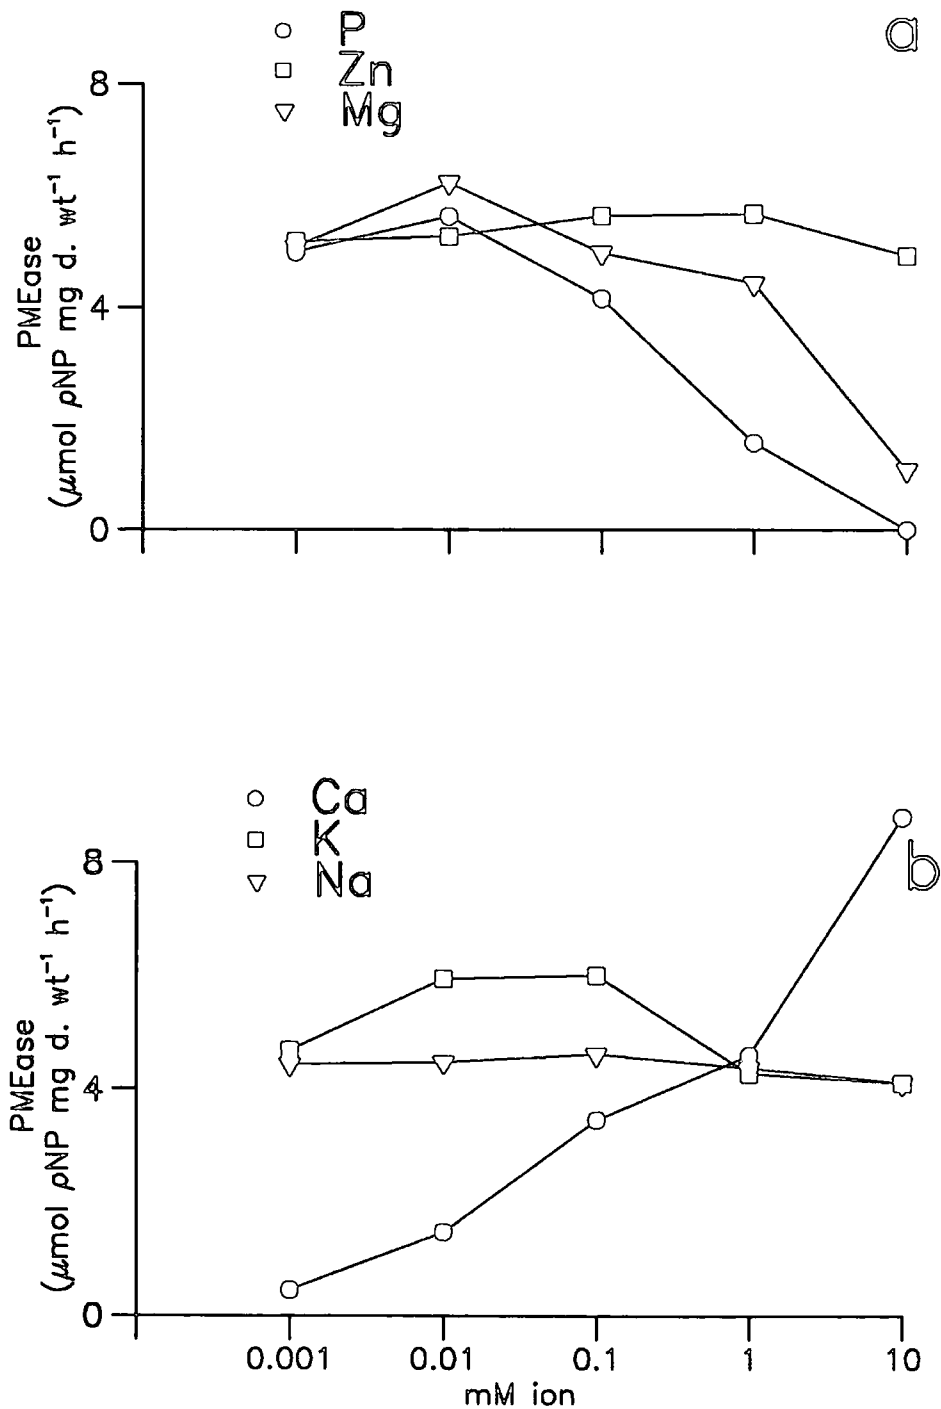 P
Zn
Mg
a
8
4
0
PMEase
(μmol ρNP mg d. wt⁻¹ h⁻¹)
Ca
K
Na
b
8
4
0
PMEase
(μmol ρNP mg d. wt⁻¹ h⁻¹)
0.001 0.01 0.1 1 10
mM ion